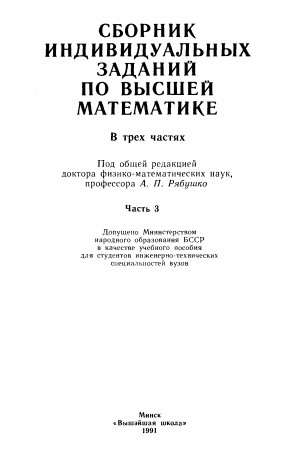 СБОРНИК
ИНДИВИДУАЛЬНЫХ
ЗАДАНИЙ
ПО ВЫСШЕЙ
МАТЕМАТИКЕ
В трех частях
Под общей редакцией
доктора физико-математических наук,
профессора А. П. Рябушко
Часть 3
Допущено Министерством
народного образования БССР
в качестве учебного пособия
для студентов инженерно-технических
специальностей вузов
Минск
«Вышэйшая школа»
1991